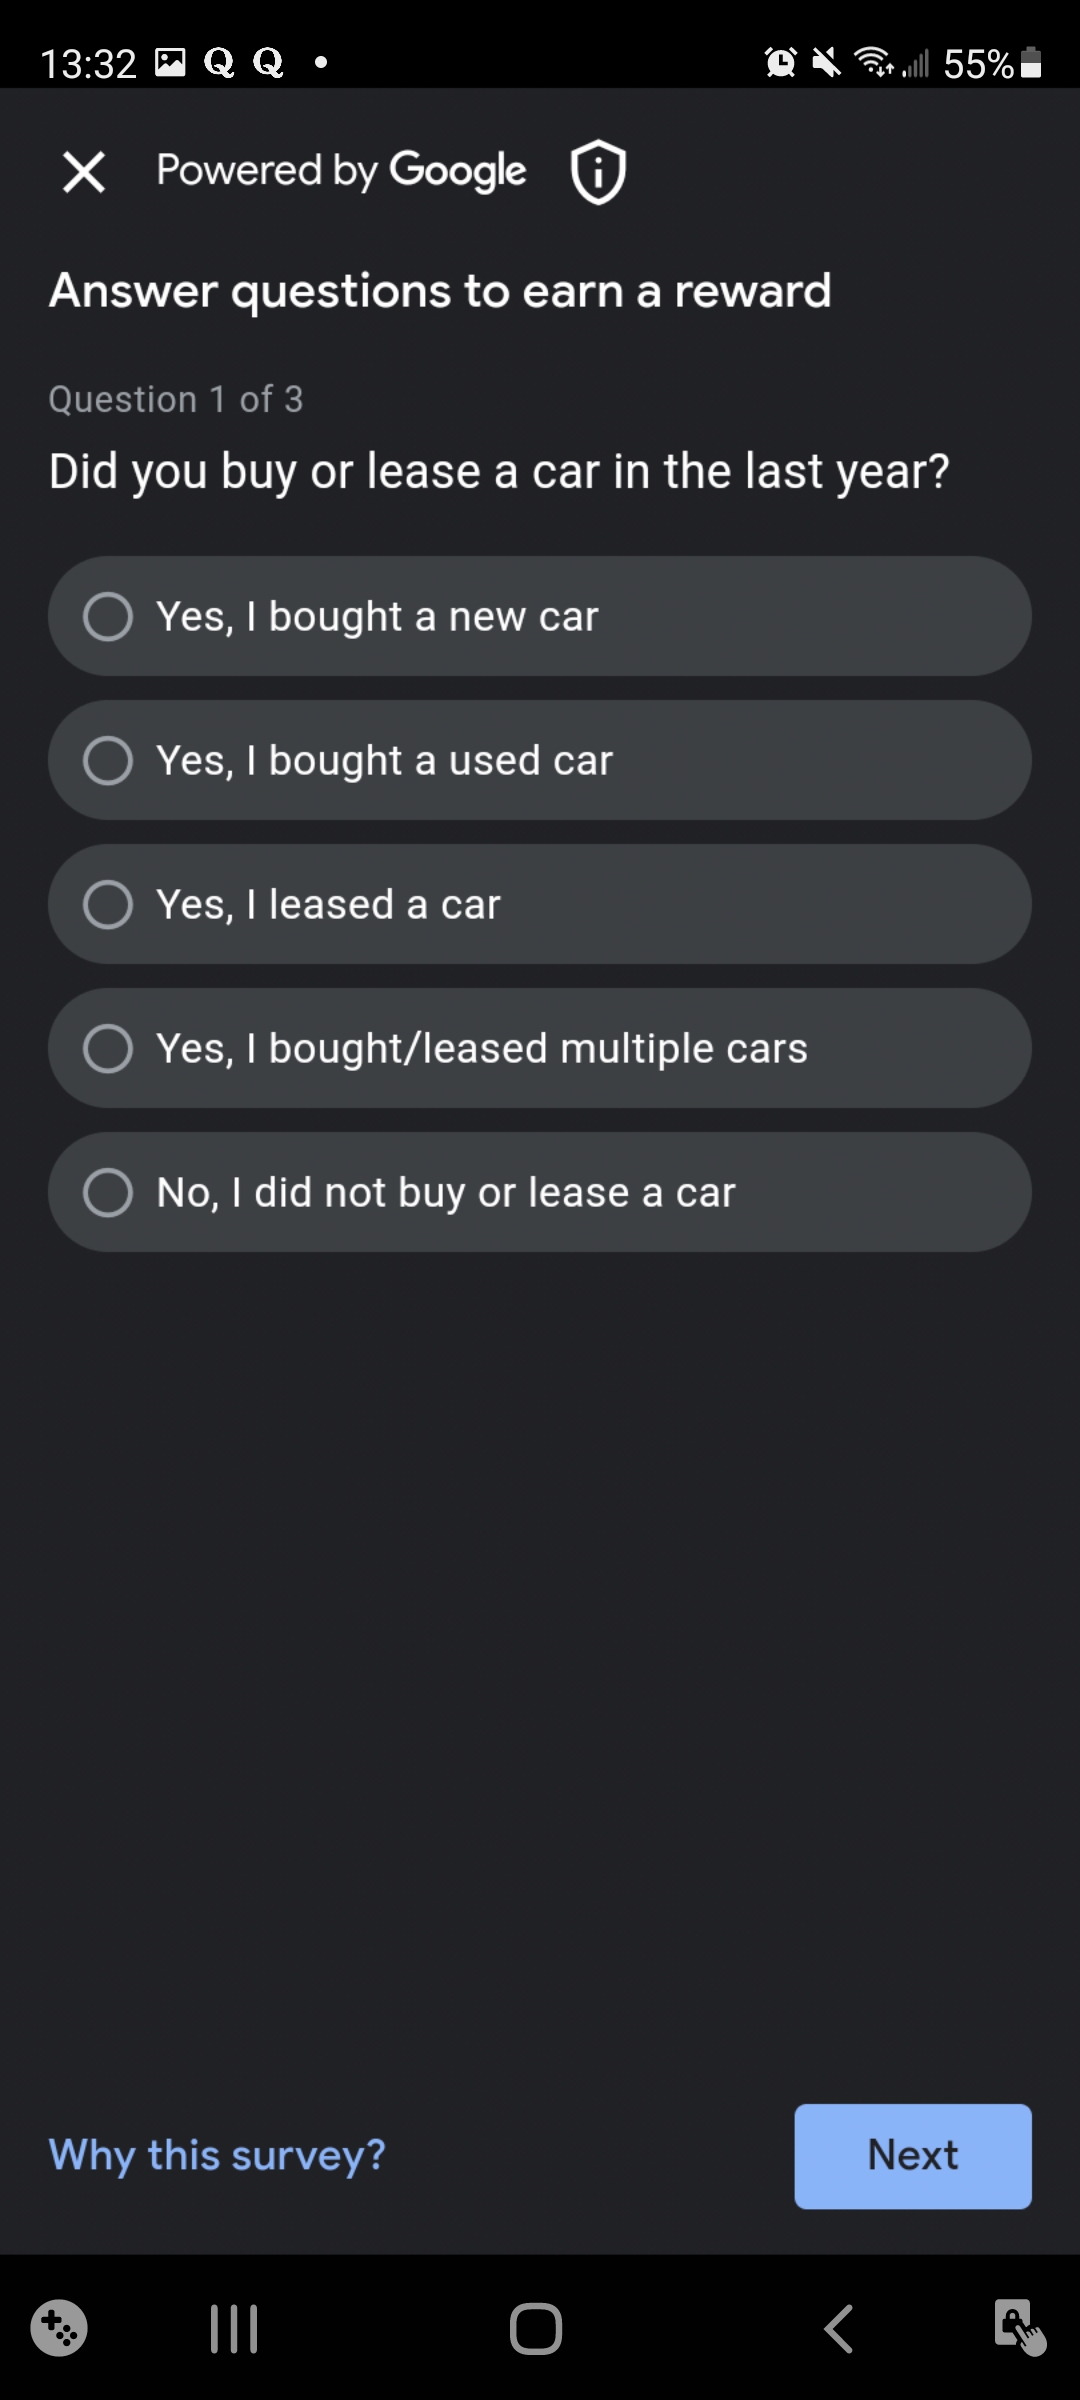 13:32 Q Q 55%
Powered by Google
Answer questions to earn a reward
Question 1 of 3
Did you buy or lease a car in the last year?
Yes, I bought a new car
Yes, I bought a used car
Yes, I leased a car
Yes, I bought/leased multiple cars
No, I did not buy or lease a car
Why this survey?
Next